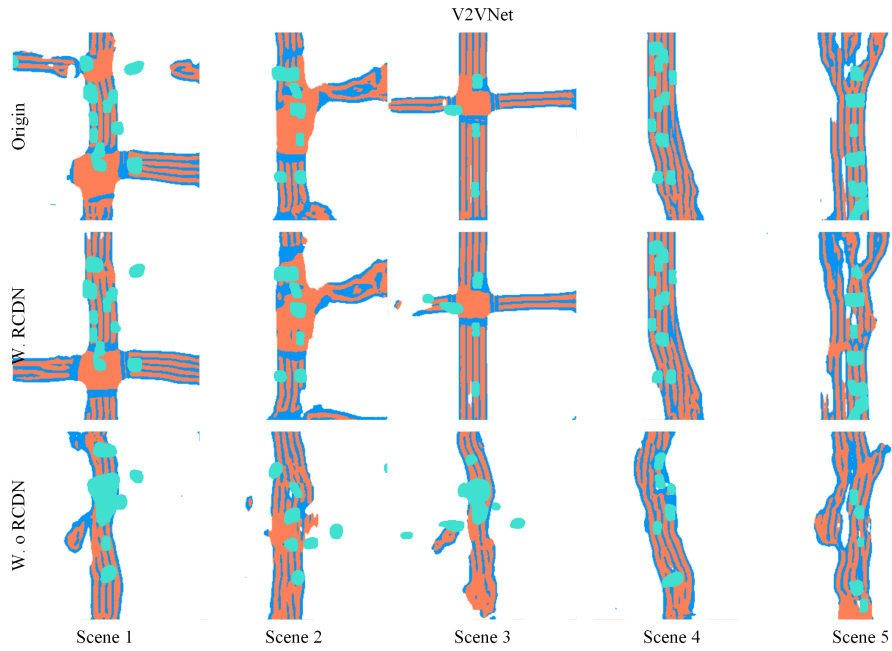 V2VNet
Origin
W. RCDN
W. o RCDN
Scene 1
Scene 2
Scene 3
Scene 4
Scene 5